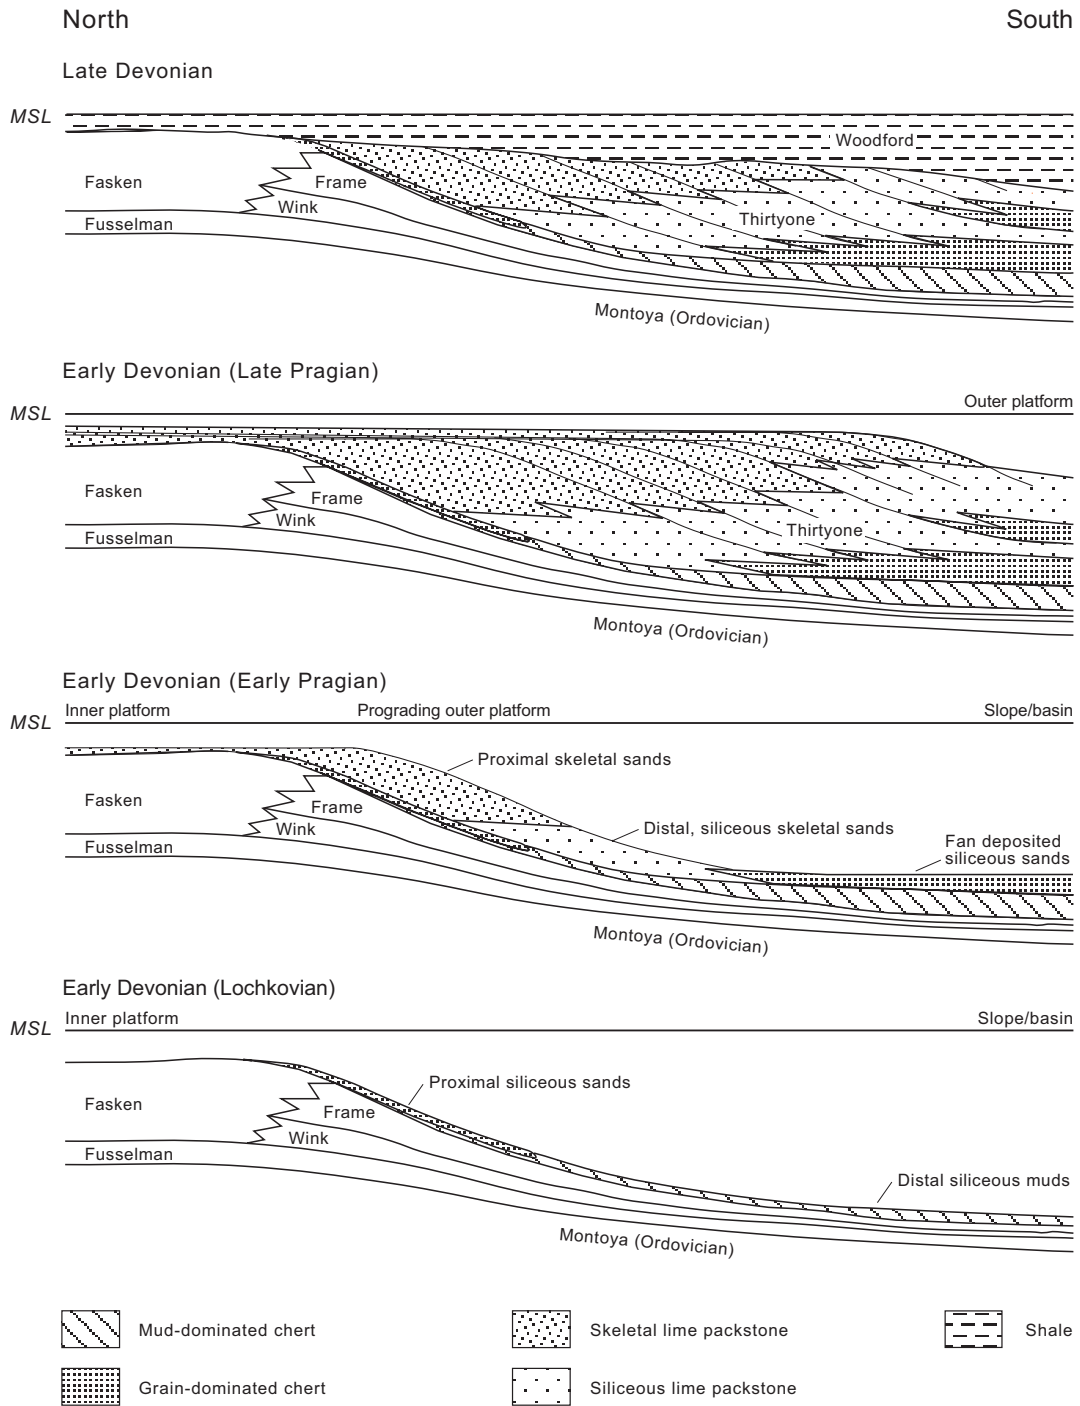 North
South
Late Devonian
MSL
Woodford
Fasken
Frame
Wink
Thirtyone
Fusselman
Montoya (Ordovician)
Early Devonian (Late Pragian)
Outer platform
MSL
Fasken
Frame
Wink
Thirtyone
Fusselman
Montoya (Ordovician)
Early Devonian (Early Pragian)
MSL
Inner platform
Prograding outer platform
Slope/basin
Proximal skeletal sands
Fasken
Frame
Wink
Distal, siliceous skeletal sands
Fan deposited
siliceous sands
Fusselman
Montoya (Ordovician)
Early Devonian (Lochkovian)
MSL
Inner platform
Slope/basin
Proximal siliceous sands
Fasken
Frame
Wink
Fusselman
Distal siliceous muds
Montoya (Ordovician)
Mud-dominated chert
Skeletal lime packstone
Shale
Grain-dominated chert
Siliceous lime packstone